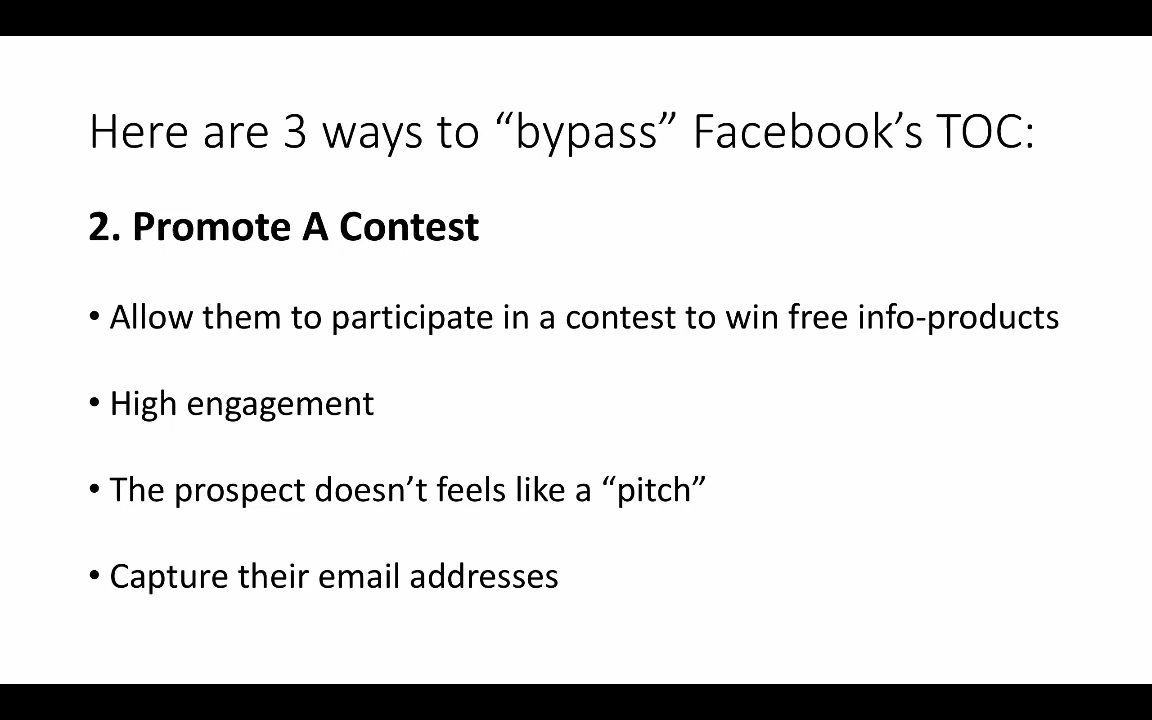 Here are 3 ways to “bypass” Facebook’s TOC:
2. Promote A Contest
• Allow them to participate in a contest to win free info-products
• High engagement
• The prospect doesn’t feels like a “pitch”
• Capture their email addresses